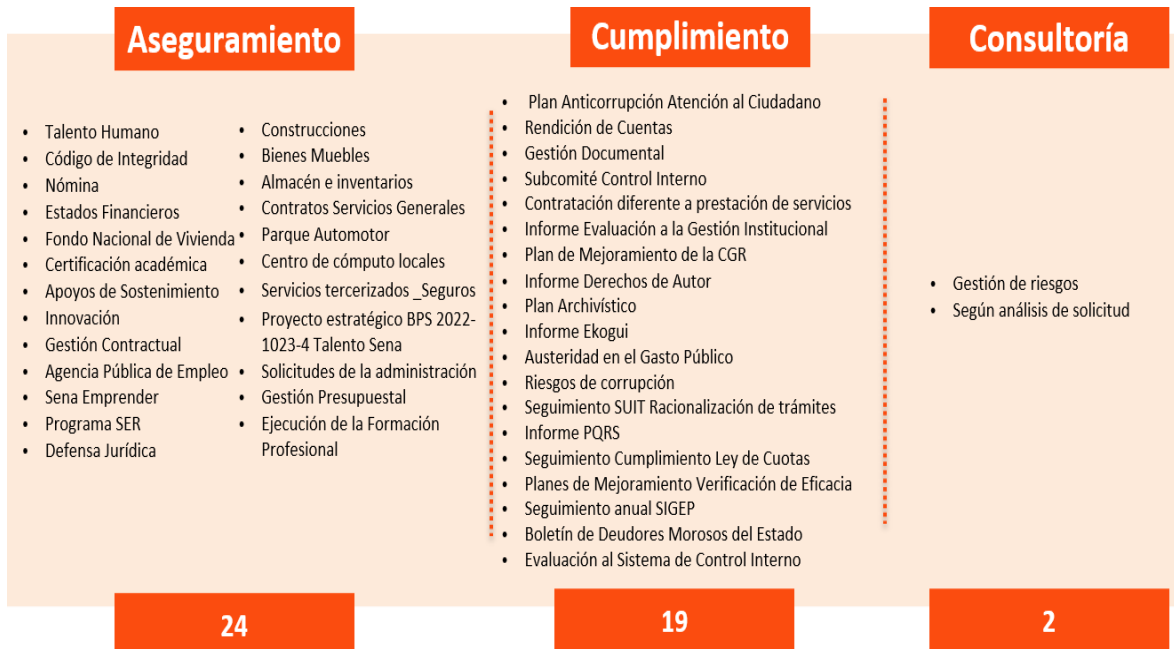 Aseguramiento
• Talento Humano
• Código de Integridad
• Nómina
• Estados Financieros
• Fondo Nacional de Vivienda
• Certificación académica
• Apoyos de Sostenimiento
• Innovación
• Gestión Contractual
• Agencia Pública de Empleo
• Sena Emprender
• Programa SER
• Defensa Jurídica
• Construcciones
• Bienes Muebles
• Almacén e inventarios
• Contratos Servicios Generales
• Parque Automotor
• Centro de cómputo locales
• Servicios tercerizados _Seguros
• Proyecto estratégico BPS 2022-
1023-4 Talento Sena
• Solicitudes de la administración
• Gestión Presupuestal
• Ejecución de la Formación
Profesional
24
Cumplimiento
• Plan Anticorrupción Atención al Ciudadano
• Rendición de Cuentas
• Gestión Documental
• Subcomité Control Interno
• Contratación diferente a prestación de servicios
• Informe Evaluación a la Gestión Institucional
• Plan de Mejoramiento de la CGR
• Informe Derechos de Autor
• Plan Archivístico
• Informe Ekogui
• Austeridad en el Gasto Público
• Riesgos de corrupción
• Seguimiento SUIT Racionalización de trámites
• Informe PQRS
• Seguimiento Cumplimiento Ley de Cuotas
• Planes de Mejoramiento Verificación de Eficacia
• Seguimiento anual SIGEP
• Boletín de Deudores Morosos del Estado
• Evaluación al Sistema de Control Interno
19
Consultoría
• Gestión de riesgos
• Según análisis de solicitud
2